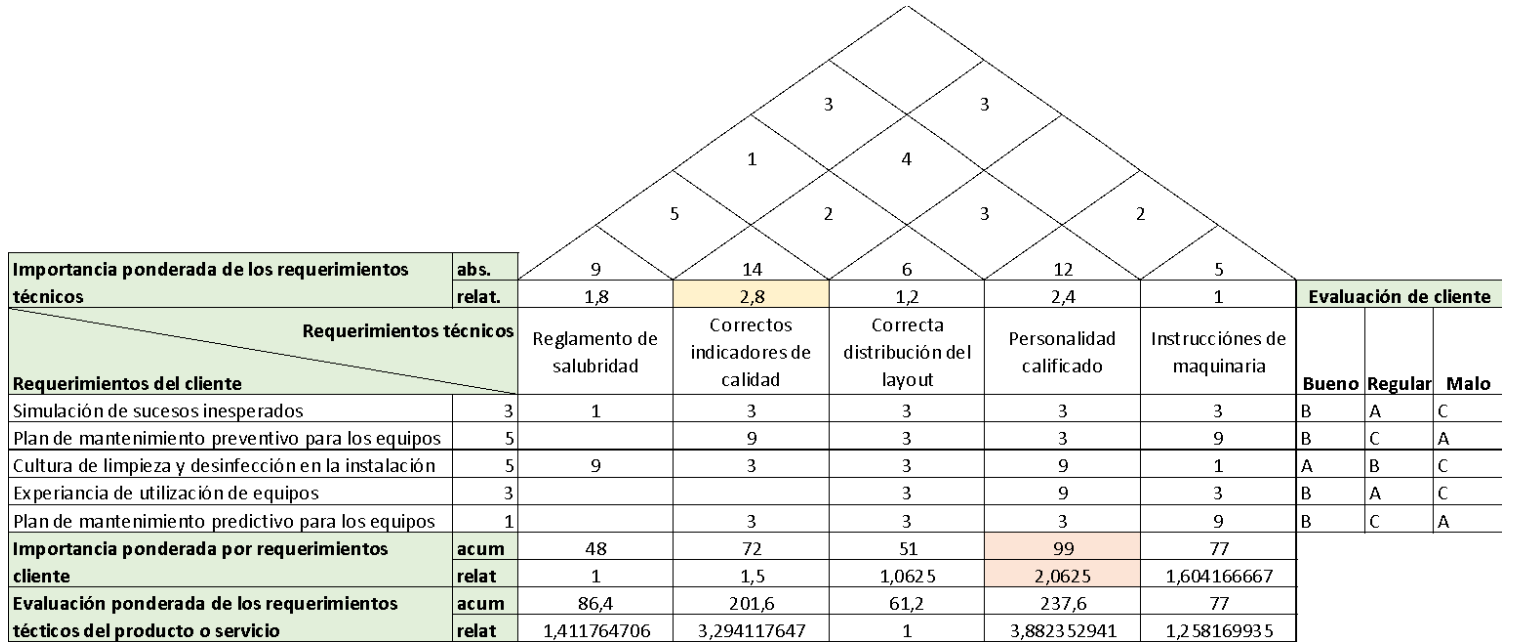 3 3
1 4
5 2 3 2
Importancia ponderada de los requerimientos abs. 9 14 6 12 5
técnicos relat. 1,8 2,8 1,2 2,4 1 Evaluación de cliente
Requerimientos técnicos
Requerimientos del cliente
Reglamento de
salubridad
Correctos
indicadores de
calidad
Correcta
distribución del
layout
Personalidad
calificado
Instrucciónes de
maquinaria
Bueno Regular Malo
Simulación de sucesos inesperados 3 1 3 3 3 3 B A C
Plan de mantenimiento preventivo para los equipos 5 9 3 3 9 B C A
Cultura de limpieza y desinfección en la instalación 5 9 3 3 9 1 A B C
Experiancia de utilización de equipos 3 3 9 3 B A C
Plan de mantenimiento predictivo para los equipos 1 3 3 3 9 B C A
Importancia ponderada por requerimientos acum 48 72 51 99 77
cliente relat 1 1,5 1,0625 2,0625 1,604166667
Evaluación ponderada de los requerimientos acum 86,4 201,6 61,2 237,6 77
técticos del producto o servicio relat 1,411764706 3,294117647 1 3,882352941 1,258169935